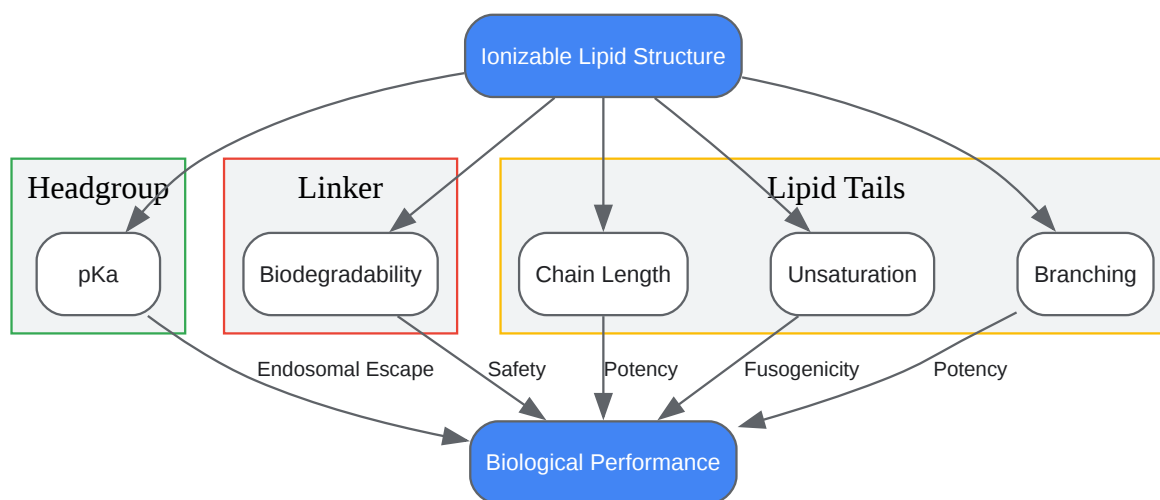 Ionizable Lipid Structure
Headgroup
Linker
Lipid Tails
pKa
Biodegradability
Chain Length
Unsaturation
Branching
Endosomal Escape
Safety
Potency
Fusogenicity
Potency
Biological Performance